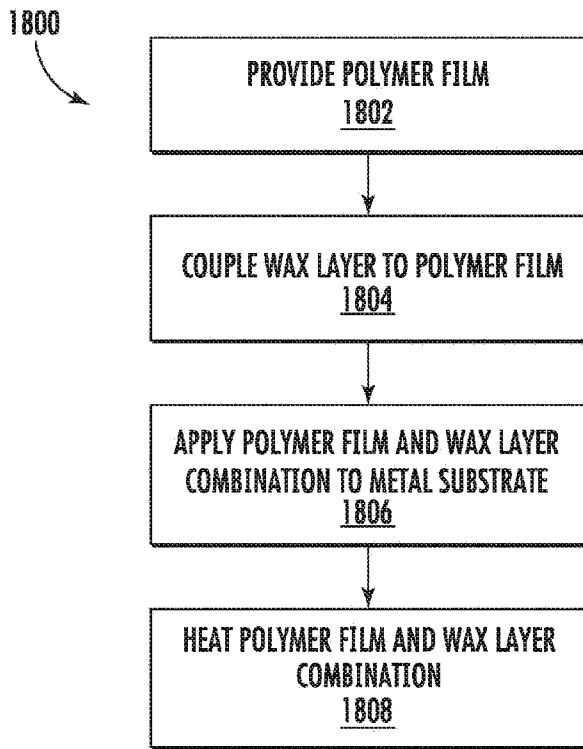 1800
PROVIDE POLYMER FILM
1802
COUPLE WAX LAYER TO POLYMER FILM
1804
APPLY POLYMER FILM AND WAX LAYER
COMBINATION TO METAL SUBSTRATE
1806
HEAT POLYMER FILM AND WAX LAYER
COMBINATION
1808